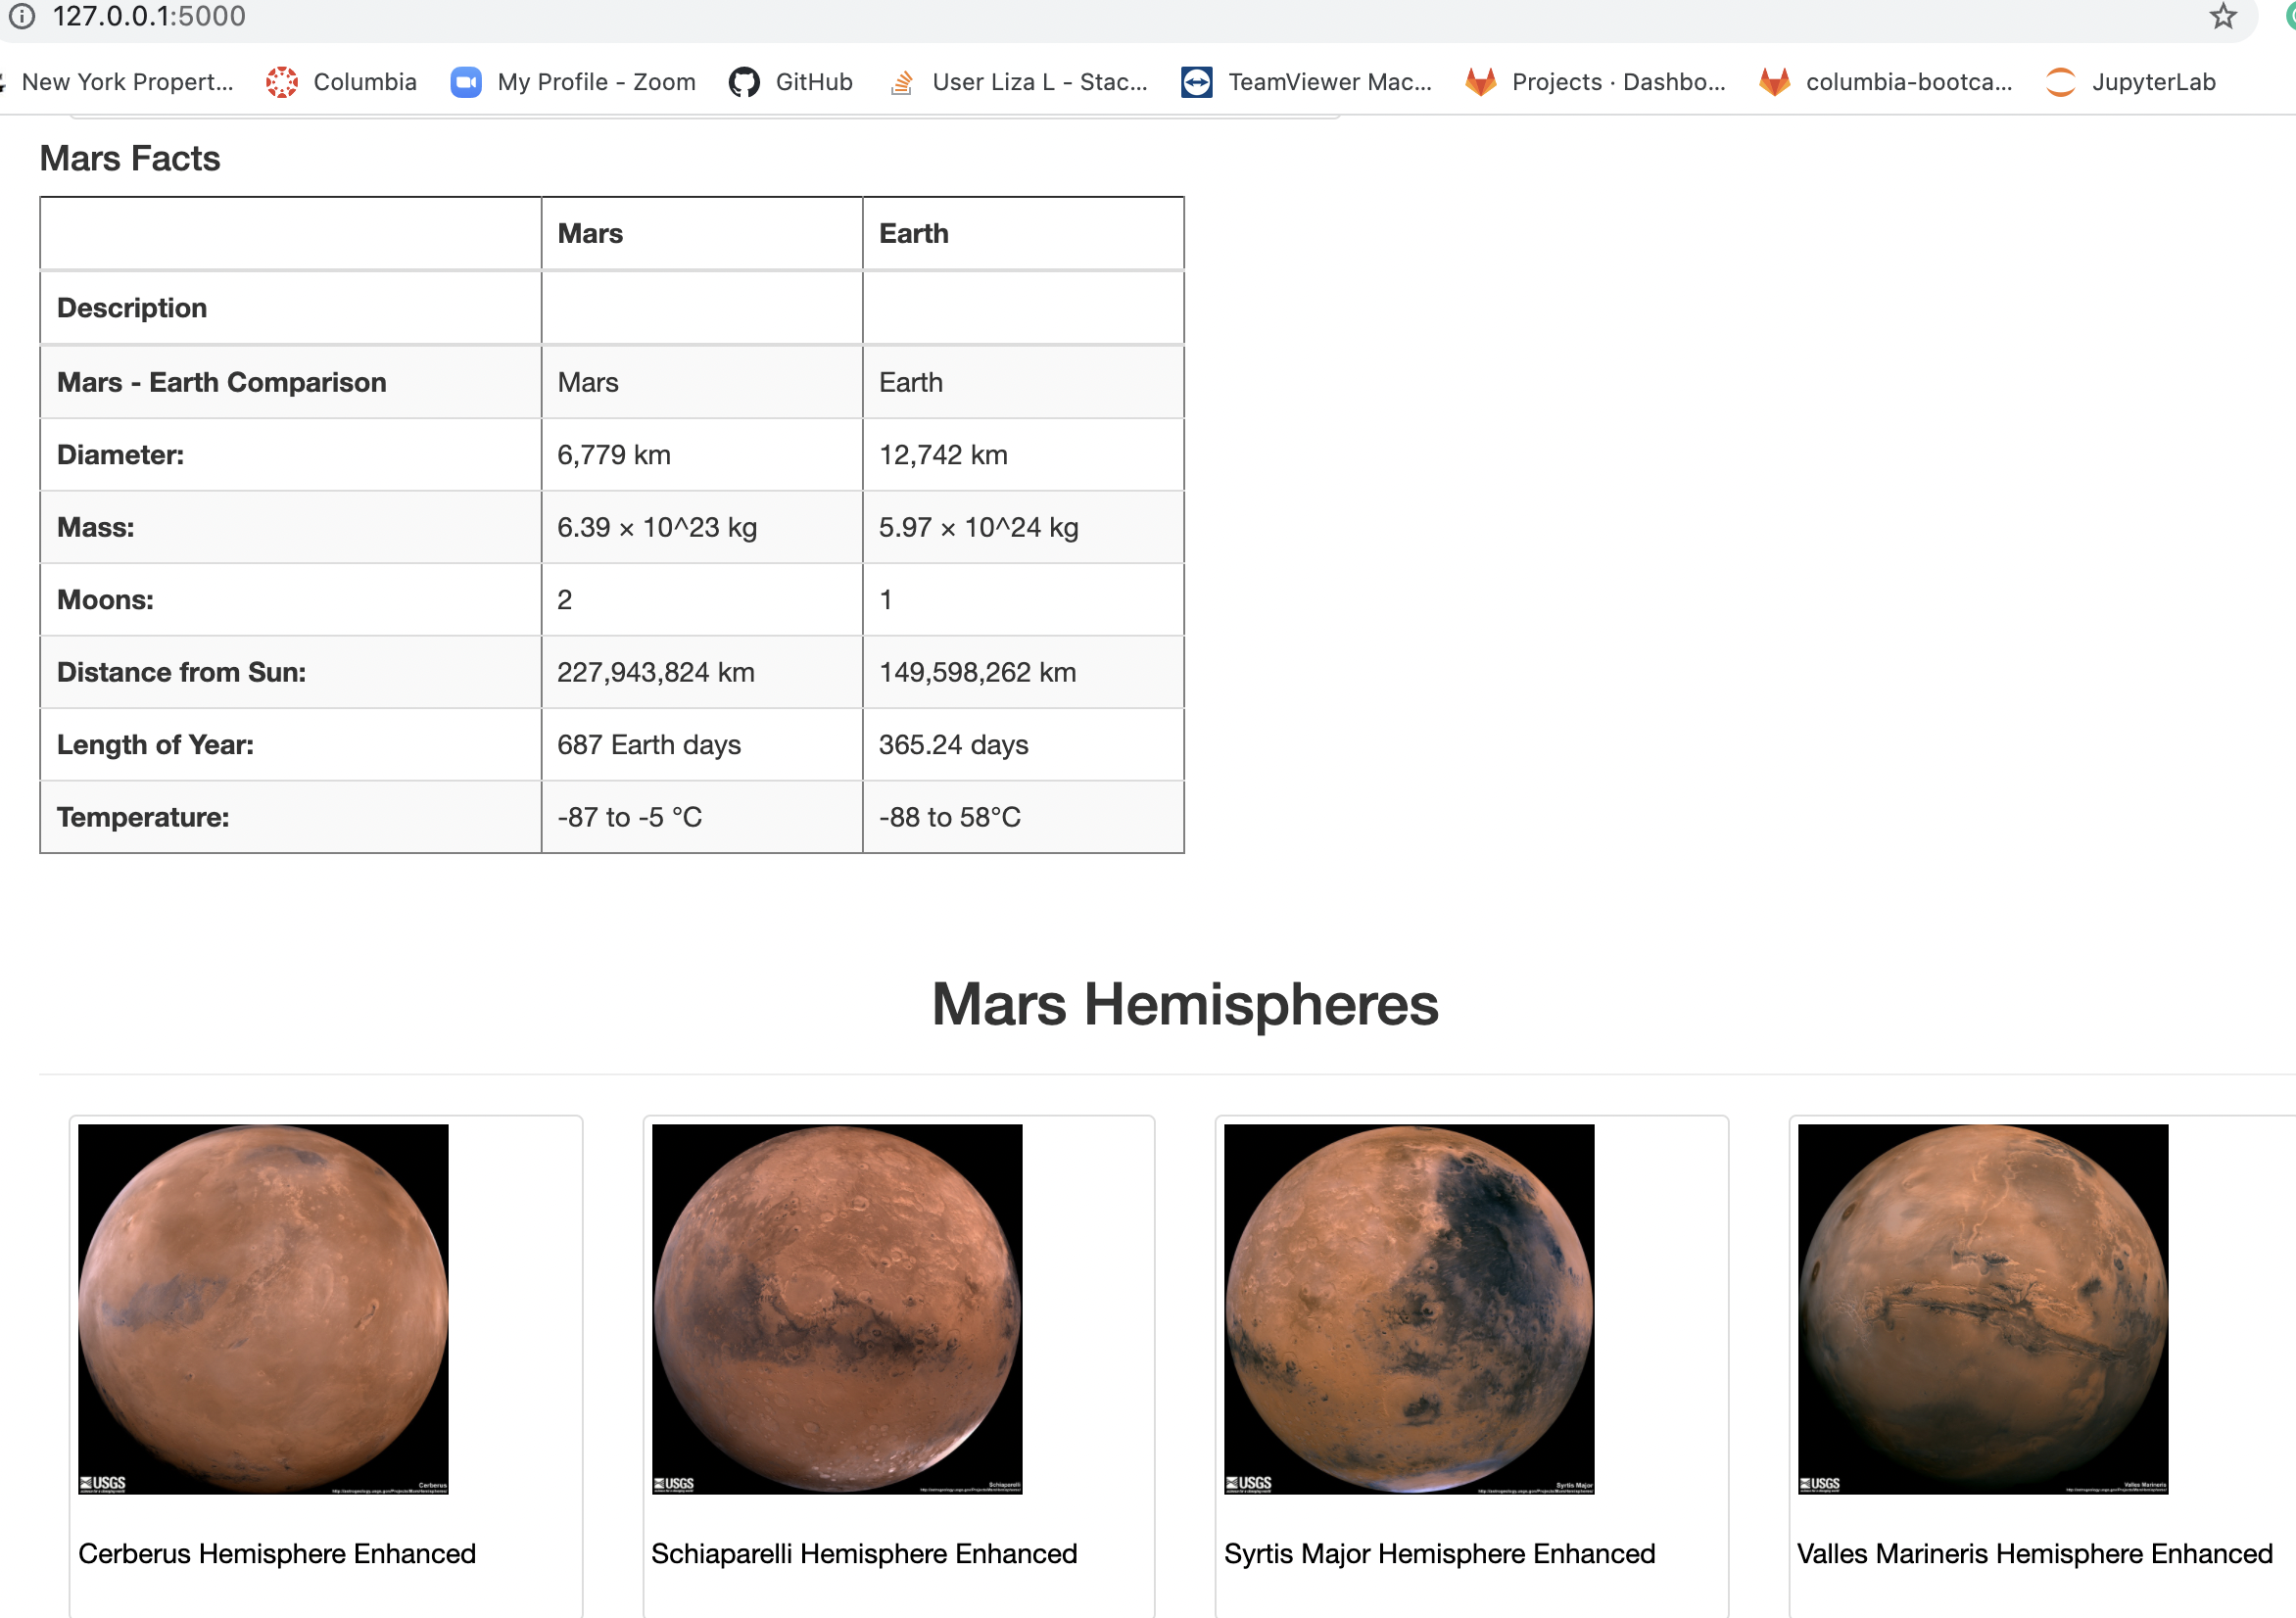 127.0.0.1:5000
New York Propert... Columbia My Profile - Zoom GitHub User Liza L - Stac... TeamViewer Mac... Projects · Dashbo... columbia-bootca... JupyterLab
Mars Facts
Mars Earth
Description
Mars - Earth Comparison Mars Earth
Diameter: 6,779 km 12,742 km
Mass: 6.39 × 10^23 kg 5.97 × 10^24 kg
Moons: 2 1
Distance from Sun: 227,943,824 km 149,598,262 km
Length of Year: 687 Earth days 365.24 days
Temperature: -87 to -5 °C -88 to 58°C
Mars Hemispheres
USGS Cerberus USGS Schiaparelli USGS Syrtis Major USGS Valles Marineris
Cerberus Hemisphere Enhanced Schiaparelli Hemisphere Enhanced Syrtis Major Hemisphere Enhanced Valles Marineris Hemisphere Enhanced